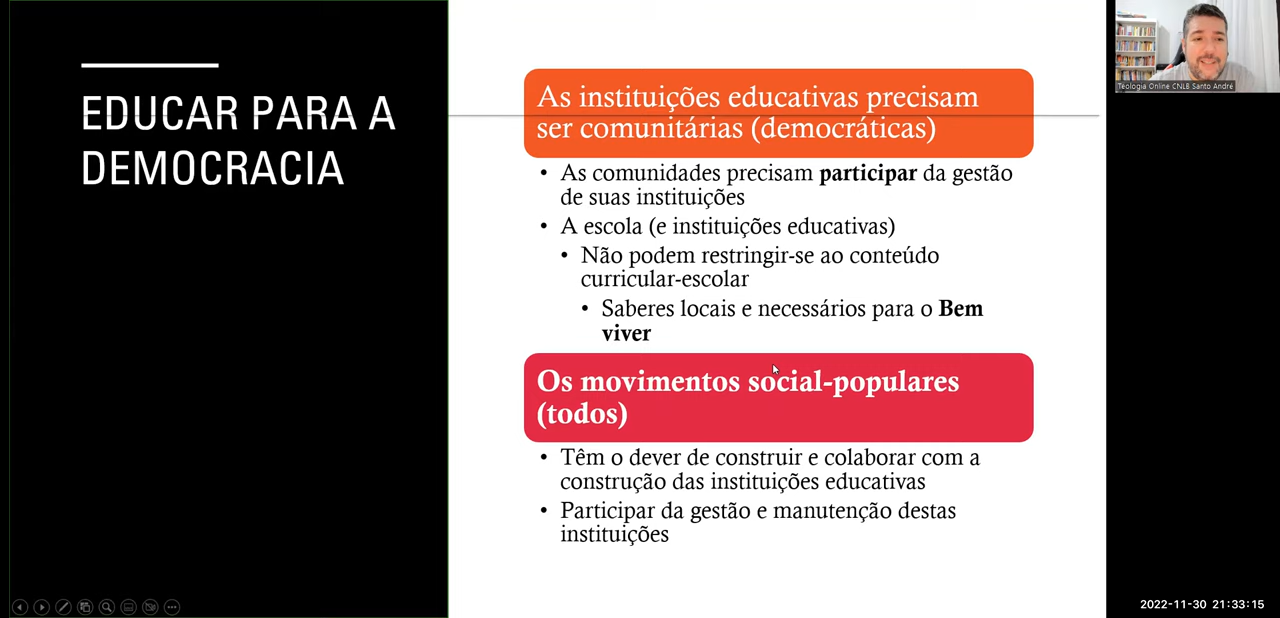 EDUCAR PARA A
DEMOCRACIA
As instituições educativas precisam
ser comunitárias (democráticas)
• As comunidades precisam participar da gestão
de suas instituições
• A escola (e instituições educativas)
• Não podem restringir-se ao conteúdo
curricular-escolar
• Saberes locais e necessários para o Bem
viver
Os movimentos social-populares
(todos)
• Têm o dever de construir e colaborar com a
construção das instituições educativas
• Participar da gestão e manutenção destas
instituições
Teologia Online CNLB Santo André
2022-11-30 21:33:15